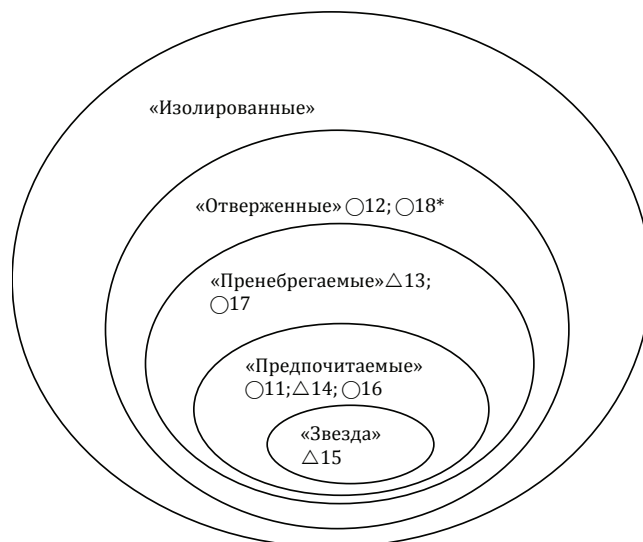 «Изолированные»
«Отверженные» ○12; ○18*
«Пренебрегаемые»△13;
○17
«Предпочитаемые»
○11;△14; ○16
«Звезда»
△15